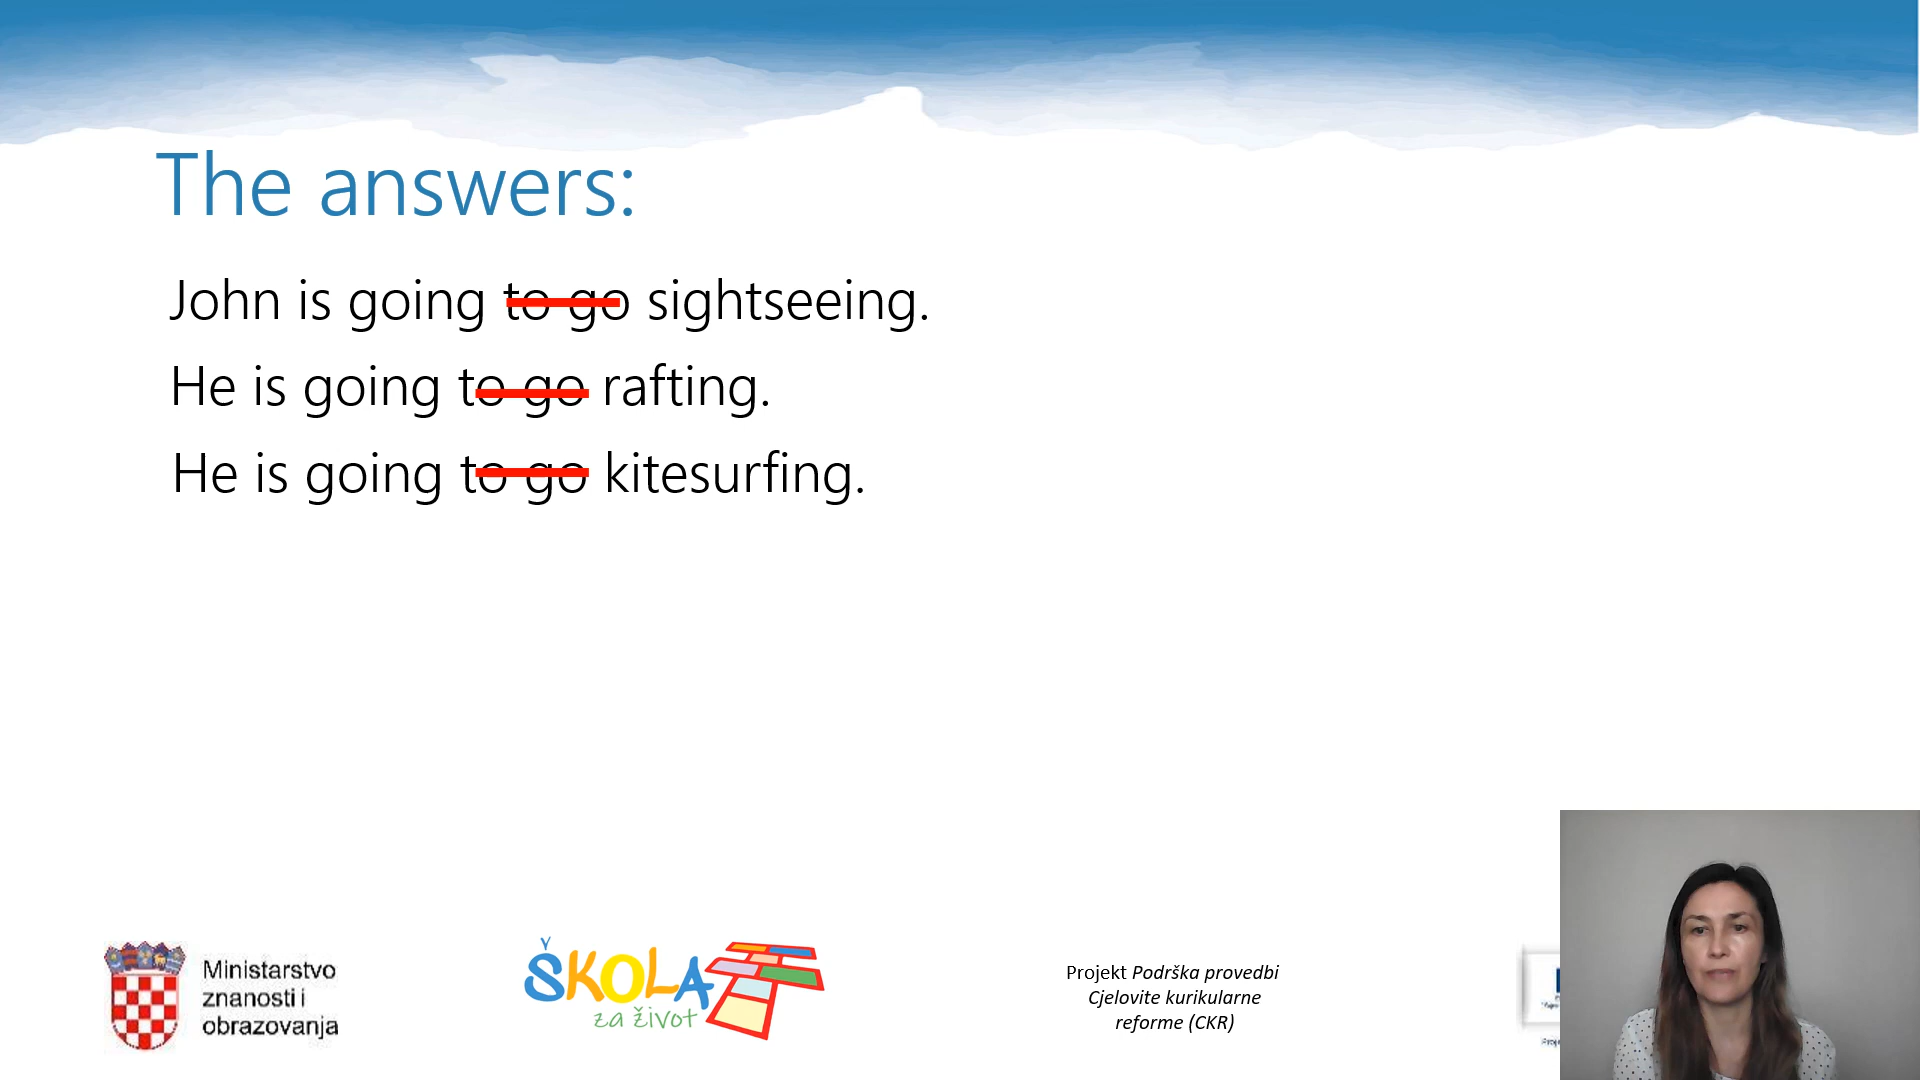 The answers:
John is going to go sightseeing.
He is going to go rafting.
He is going to go kitesurfing.
Ministarstvo
znanosti i
obrazovanja
ŠKOLA
za život
Projekt Podrška provedbi
Cjelovite kurikularne
reforme (CKR)